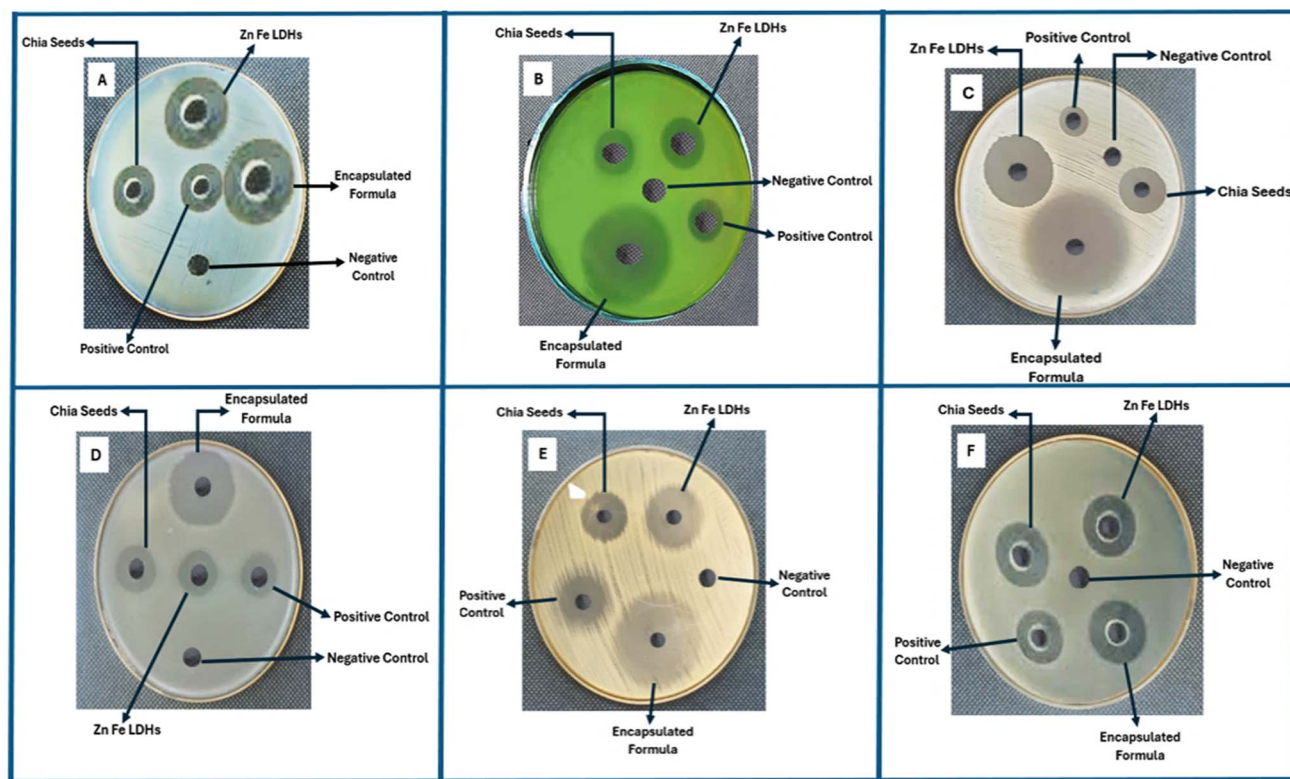 A
Chia Seeds
Zn Fe LDHs
Encapsulated
Formula
Negative
Control
Positive Control
B
Chia Seeds
Zn Fe LDHs
Negative Control
Positive Control
Encapsulated
Formula
C
Positive Control
Zn Fe LDHs
Negative Control
Chia Seeds
Encapsulated
Formula
D
Encapsulated
Formula
Chia Seeds
Positive Control
Negative Control
Zn Fe LDHs
E
Chia Seeds
Zn Fe LDHs
Positive
Control
Negative
Control
Encapsulated
Formula
F
Chia Seeds
Zn Fe LDHs
Negative
Control
Positive
Control
Encapsulated
Formula